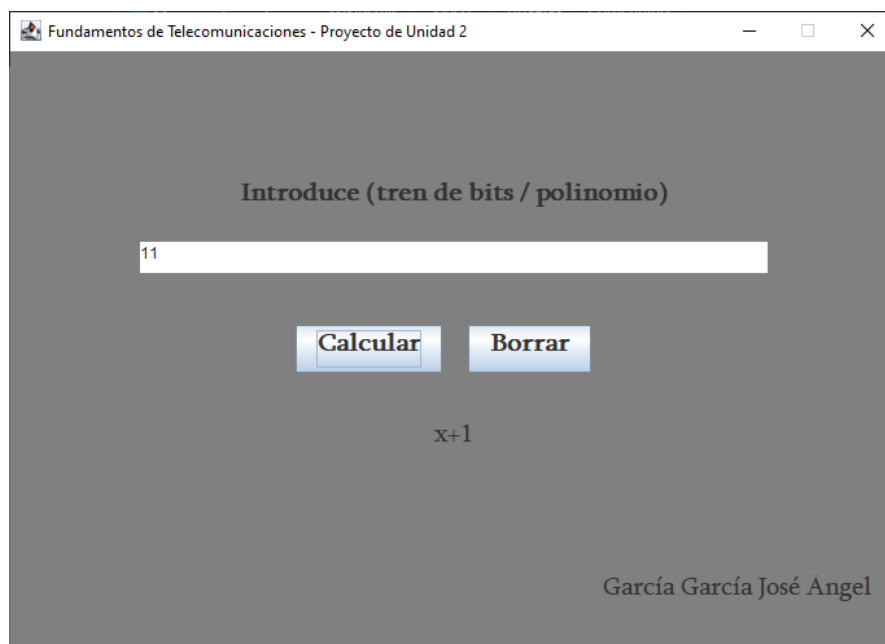 Fundamentos de Telecomunicaciones - Proyecto de Unidad 2
Introduce (tren de bits / polinomio)
11
Calcular Borrar
x+1
García García José Ángel